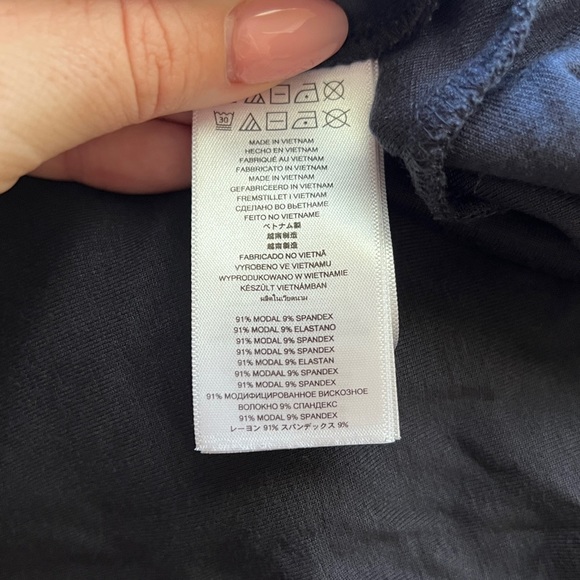 30
MADE IN VIETNAM
HECHO EN VIETNAM
FABRIQUÉ AU VIETNAM
FABBRICATO IN VIETNAM
MADE IN VIETNAM
GEFABRICEERD IN VIETNAM
FREMSTILLET I VIETNAM
СДЕЛАНО ВО ВЬЕТНАМЕ
FEITO NO VIETNAME
ベトナム製
越南制造
越南製造
FABRICADO NO VIETNÃ
VYROBENO VE VIETNAMU
WYPRODUKOWANO W WIETNAMIE
KÉSZÜLT VIETNÁMBAN
ผลิตในเวียดนาม
91% MODAL 9% SPANDEX
91% MODAL 9% ELASTANO
91% MODAL 9% SPANDEX
91% MODAL 9% SPANDEX
91% MODAL 9% ELASTAN
91% MODAAL 9% SPANDEX
91% MODAL 9% SPANDEX
91% МОДИФИЦИРОВАННОЕ ВИСКОЗНОЕ
ВОЛОКНО 9% СПАНДЕКС
91% MODAL 9% SPANDEX
レーヨン 91% スパンデックス 9%